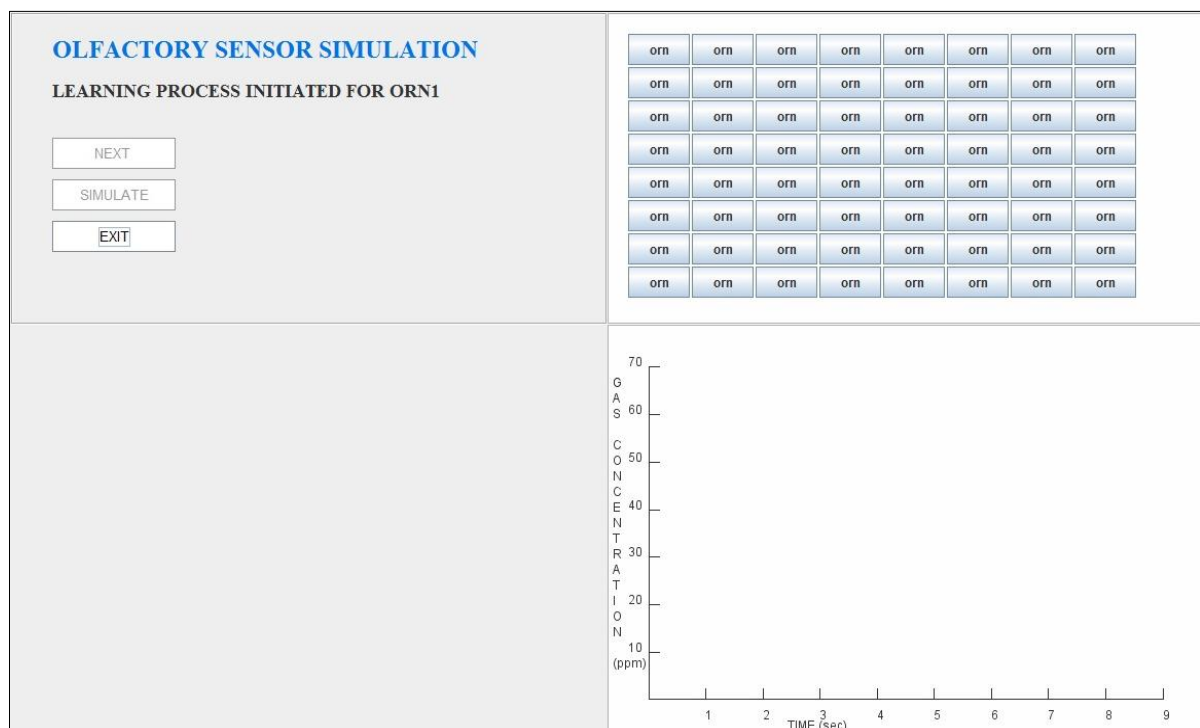 OLFACTORY SENSOR SIMULATION
LEARNING PROCESS INITIATED FOR ORN1
NEXT
SIMULATE
EXIT
orn orn orn orn orn orn orn orn
orn orn orn orn orn orn orn orn
orn orn orn orn orn orn orn orn
orn orn orn orn orn orn orn orn
orn orn orn orn orn orn orn orn
orn orn orn orn orn orn orn orn
orn orn orn orn orn orn orn orn
orn orn orn orn orn orn orn orn
GAS CONCENTRATION
(ppm)
70
60
50
40
30
20
10
1 2 3 4 5 6 7 8 9
TIME (sec)